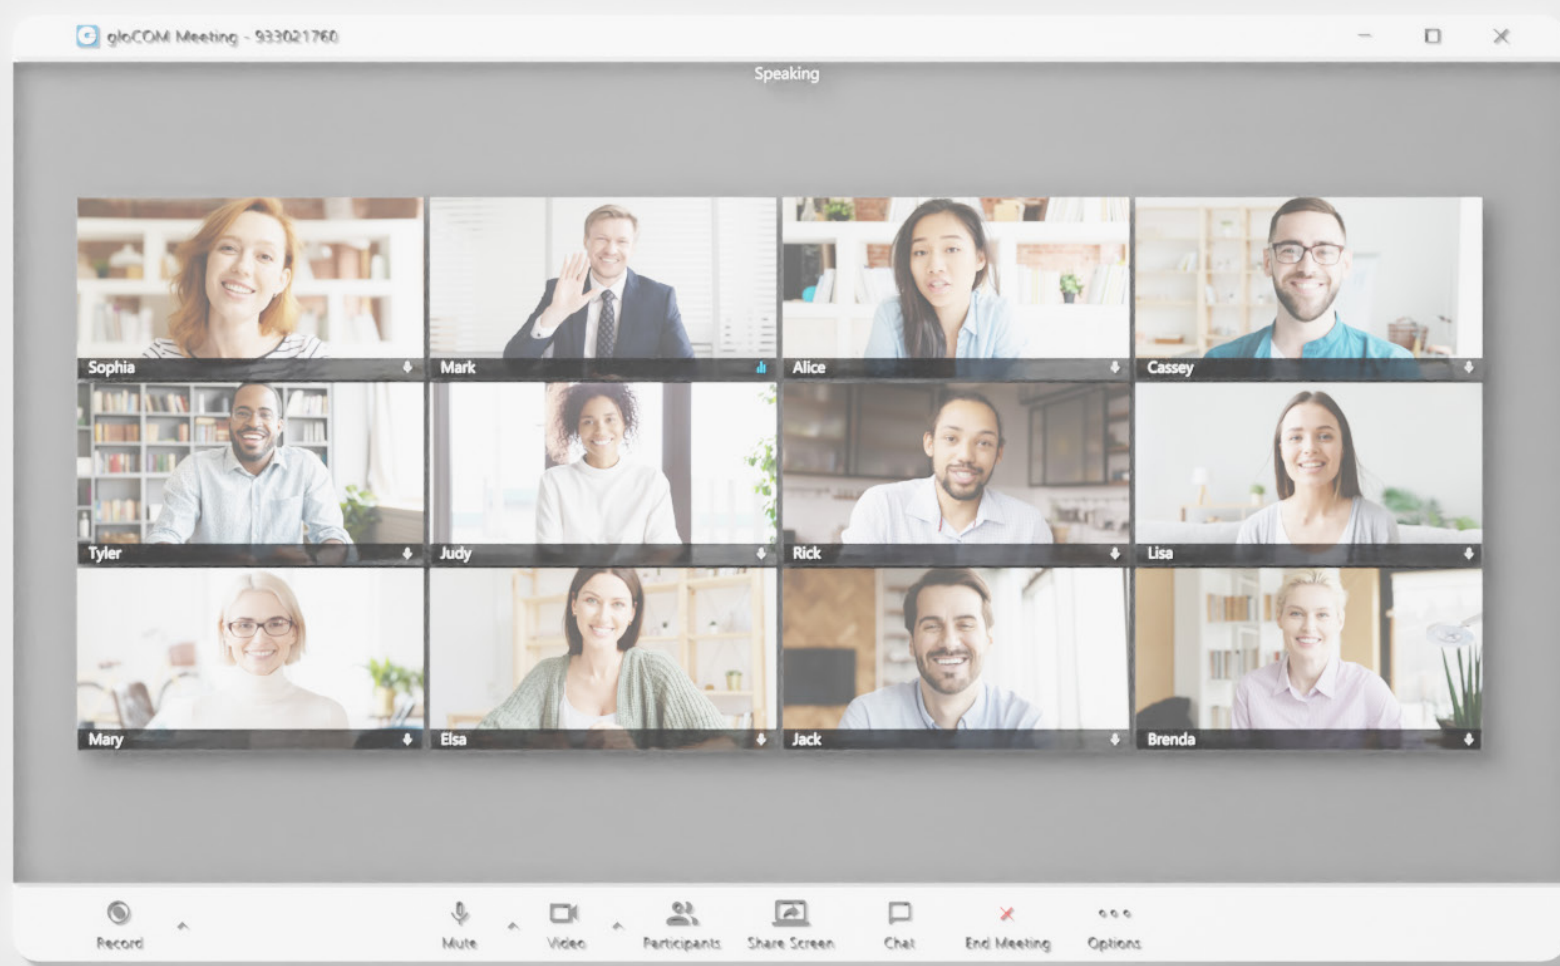 gloCOM Meeting - 933021760
Speaking
Sophia
Mark
Alice
Cassey
Tyler
Judy
Rick
Lisa
Mary
Elsa
Jack
Brenda
Record
Mute
Video
Participants
Share Screen
Chat
End Meeting
Options